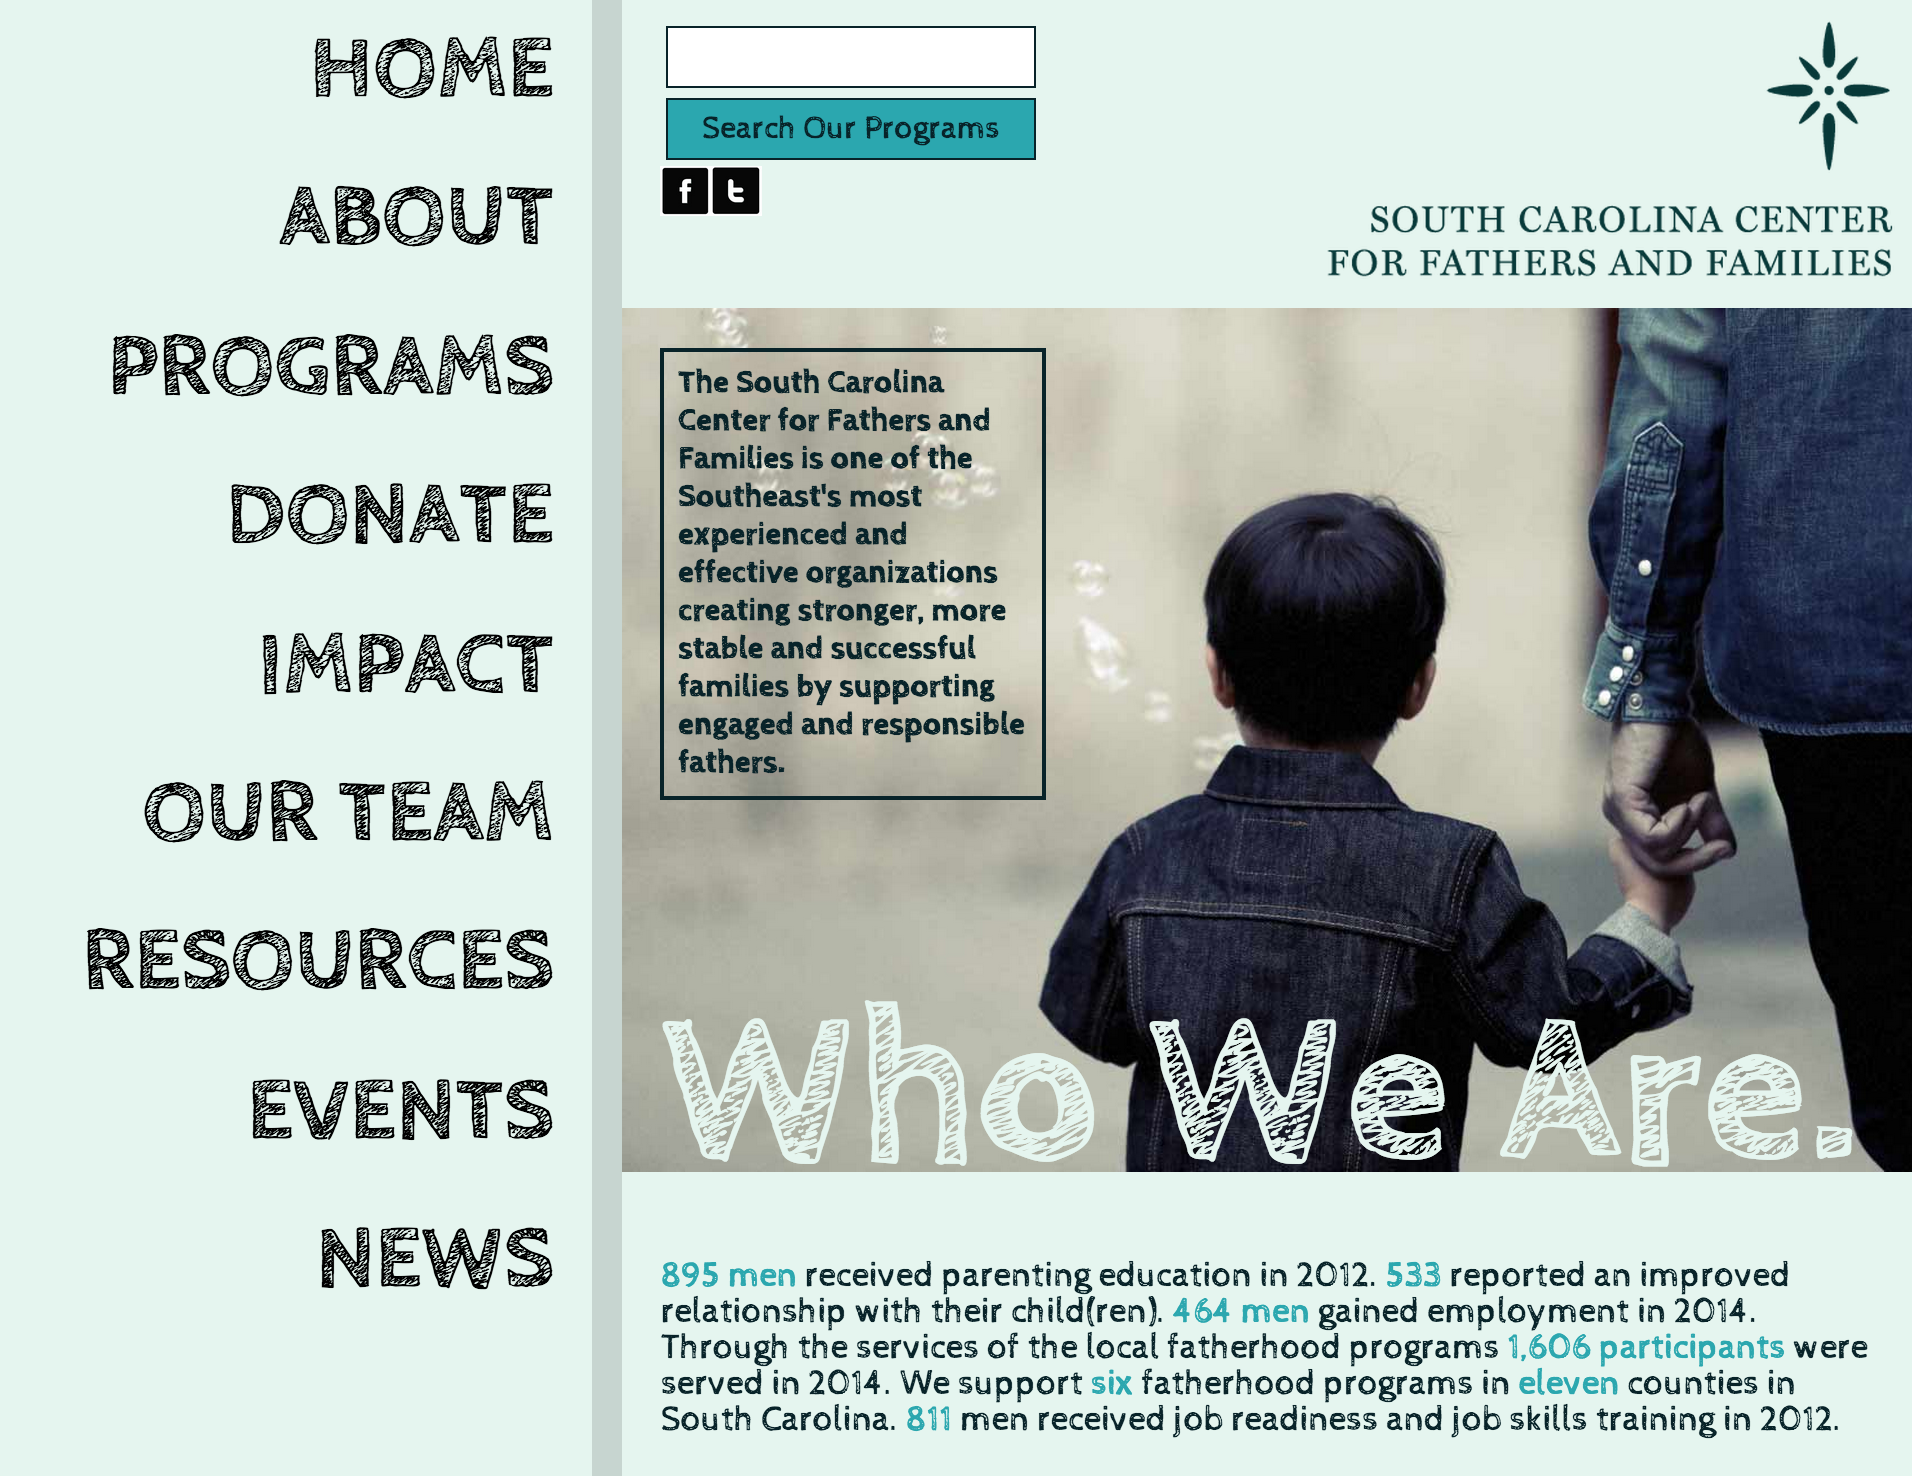 HOME
ABOUT
PROGRAMS
DONATE
IMPACT
OUR TEAM
RESOURCES
EVENTS
NEWS
Search Our Programs
f t
SOUTH CAROLINA CENTER
FOR FATHERS AND FAMILIES
The South Carolina
Center for Fathers and
Families is one of the
Southeast's most
experienced and
effective organizations
creating stronger, more
stable and successful
families by supporting
engaged and responsible
fathers.
Who We Are.
895 men received parenting education in 2012. 533 reported an improved
relationship with their child(ren). 464 men gained employment in 2014.
Through the services of the local fatherhood programs 1,606 participants were
served in 2014. We support six fatherhood programs in eleven counties in
South Carolina. 811 men received job readiness and job skills training in 2012.